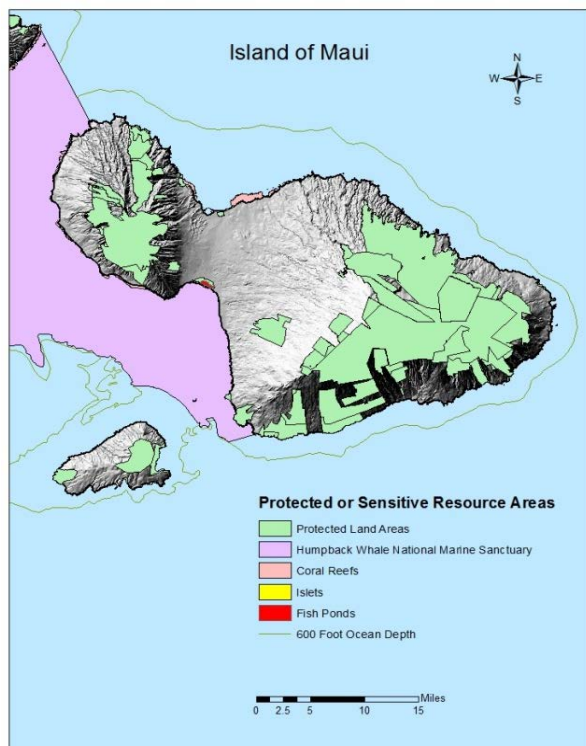 Island of Maui
N
W E
S
Protected or Sensitive Resource Areas
Protected Land Areas
Humpback Whale National Marine Sanctuary
Coral Reefs
Islets
Fish Ponds
600 Foot Ocean Depth
Miles
0 2.5 5 10 15